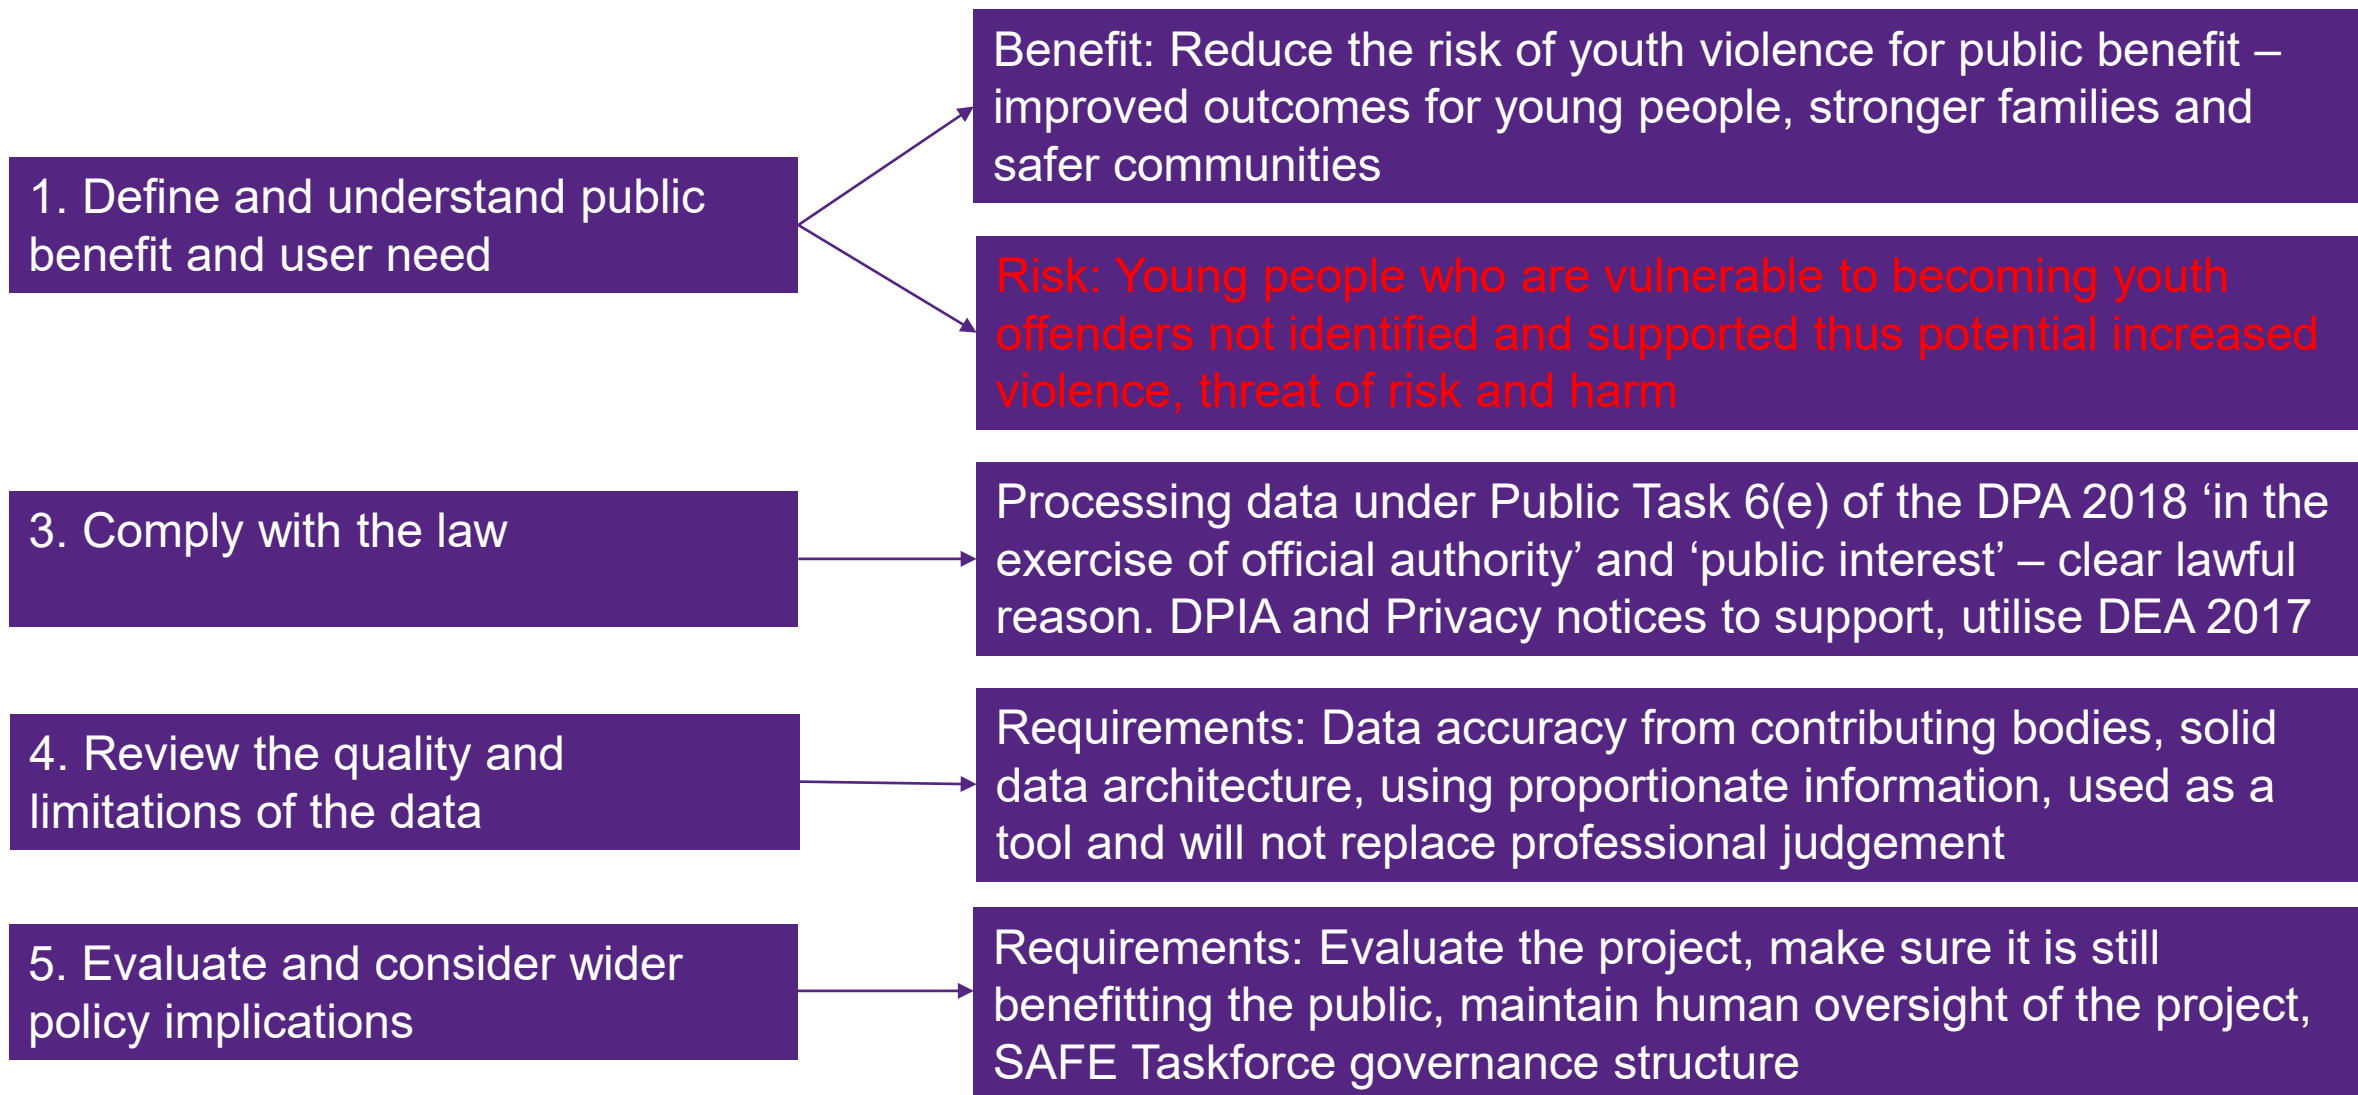 1. Define and understand public
benefit and user need
Benefit: Reduce the risk of youth violence for public benefit –
improved outcomes for young people, stronger families and
safer communities
Risk: Young people who are vulnerable to becoming youth
offenders not identified and supported thus potential increased
violence, threat of risk and harm
3. Comply with the law
Processing data under Public Task 6(e) of the DPA 2018 ‘in the
exercise of official authority’ and ‘public interest’ – clear lawful
reason. DPIA and Privacy notices to support, utilise DEA 2017
4. Review the quality and
limitations of the data
Requirements: Data accuracy from contributing bodies, solid
data architecture, using proportionate information, used as a
tool and will not replace professional judgement
5. Evaluate and consider wider
policy implications
Requirements: Evaluate the project, make sure it is still
benefitting the public, maintain human oversight of the project,
SAFE Taskforce governance structure